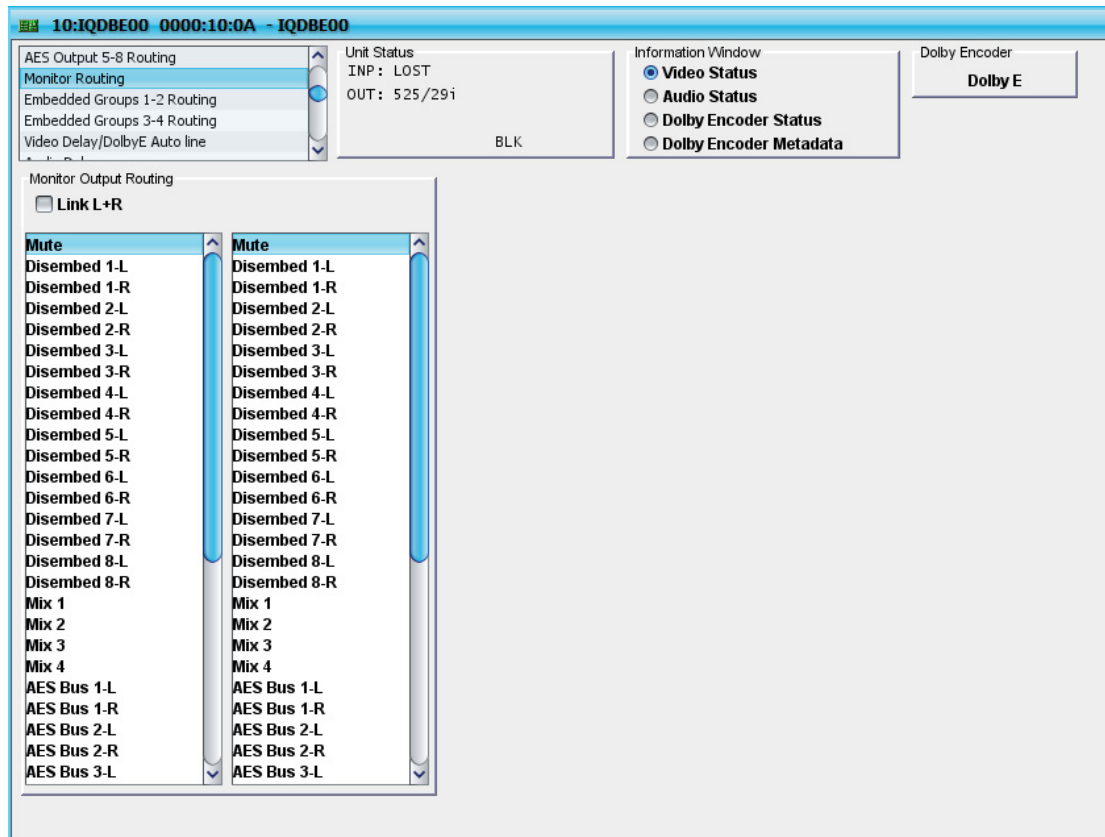 10:IQDBE00 0000:10:0A - IQDBE00
AES Output 5-8 Routing
Monitor Routing
Embedded Groups 1-2 Routing
Embedded Groups 3-4 Routing
Video Delay/DolbyE Auto line
Unit Status
INP: LOST
OUT: 525/29i
BLK
Information Window
Video Status
Audio Status
Dolby Encoder Status
Dolby Encoder Metadata
Dolby Encoder
Dolby E
Monitor Output Routing
Link L+R
Mute
Disembed 1-L
Disembed 1-R
Disembed 2-L
Disembed 2-R
Disembed 3-L
Disembed 3-R
Disembed 4-L
Disembed 4-R
Disembed 5-L
Disembed 5-R
Disembed 6-L
Disembed 6-R
Disembed 7-L
Disembed 7-R
Disembed 8-L
Disembed 8-R
Mix 1
Mix 2
Mix 3
Mix 4
AES Bus 1-L
AES Bus 1-R
AES Bus 2-L
AES Bus 2-R
AES Bus 3-L
Mute
Disembed 1-L
Disembed 1-R
Disembed 2-L
Disembed 2-R
Disembed 3-L
Disembed 3-R
Disembed 4-L
Disembed 4-R
Disembed 5-L
Disembed 5-R
Disembed 6-L
Disembed 6-R
Disembed 7-L
Disembed 7-R
Disembed 8-L
Disembed 8-R
Mix 1
Mix 2
Mix 3
Mix 4
AES Bus 1-L
AES Bus 1-R
AES Bus 2-L
AES Bus 2-R
AES Bus 3-L